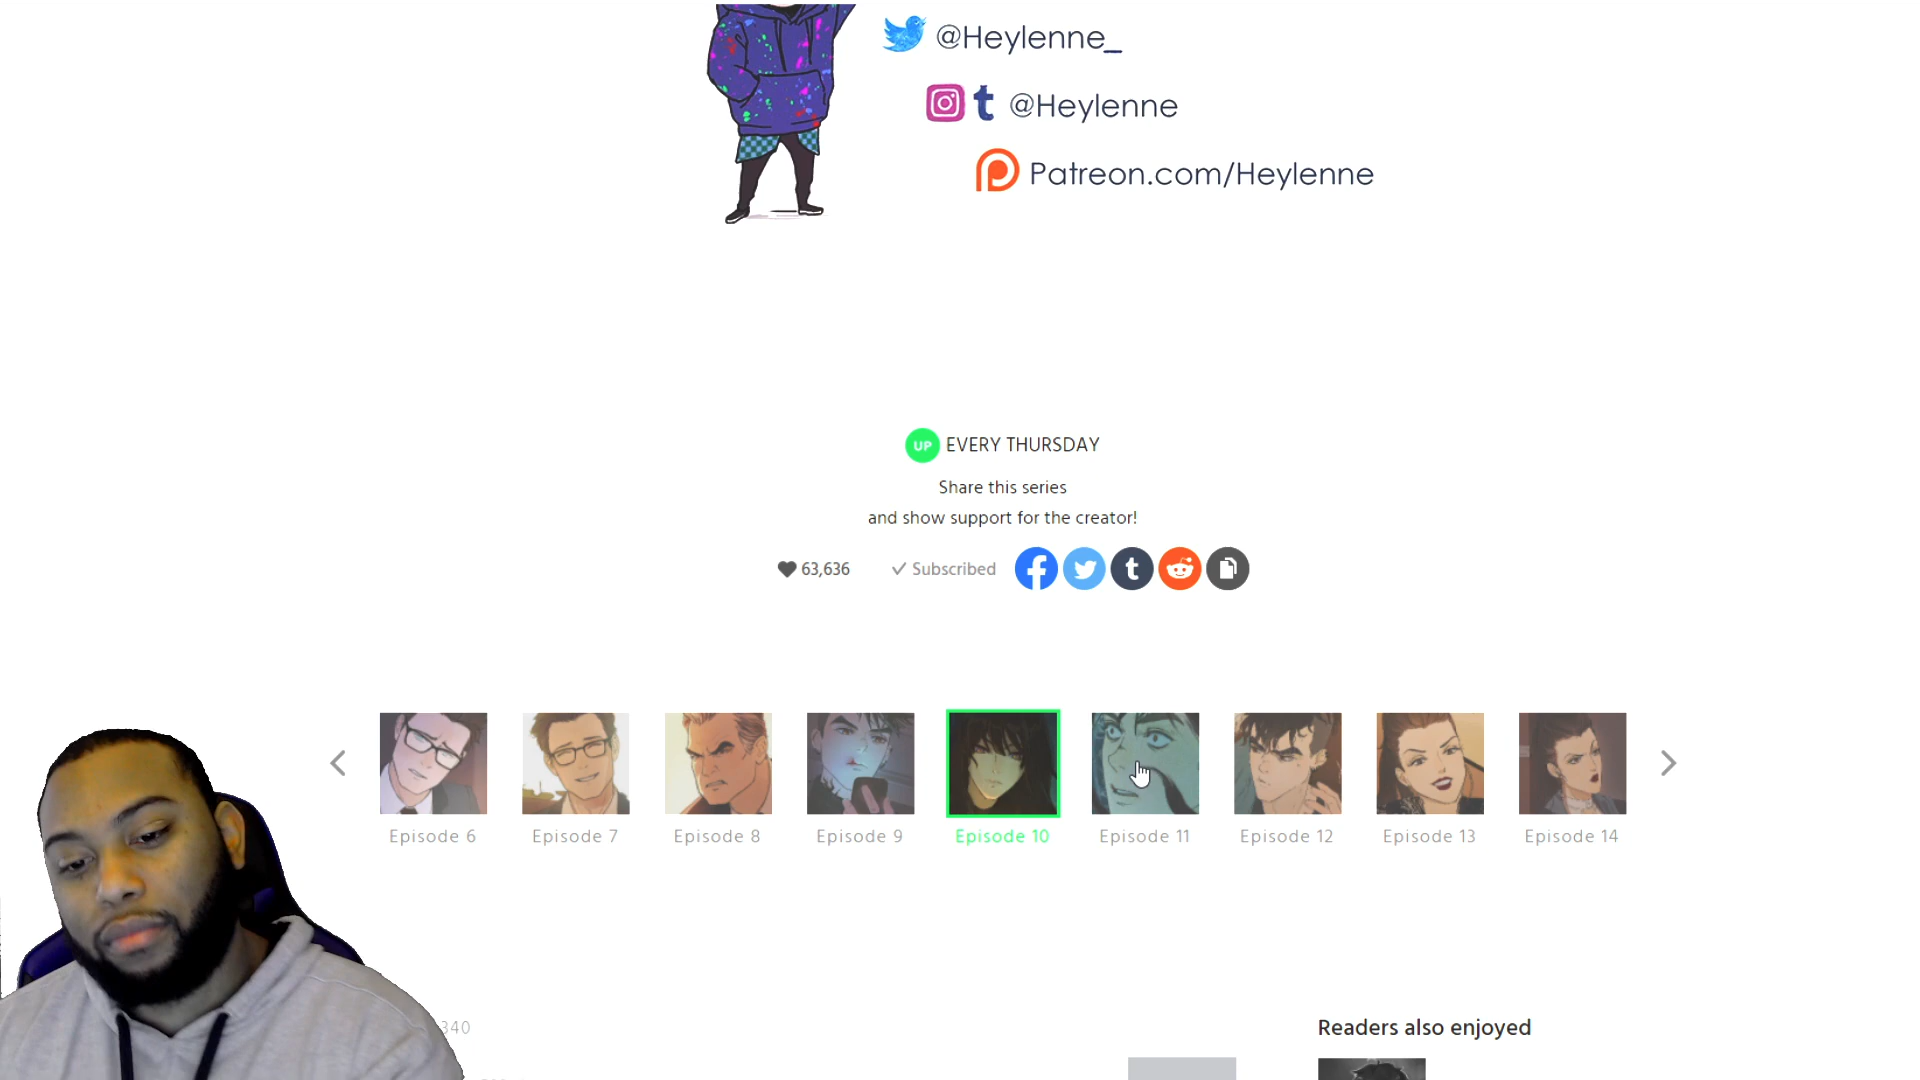 @Heylenne_
t @Heylenne
Patreon.com/Heylenne
UP EVERY THURSDAY
Share this series
and show support for the creator!
63,636 Subscribed
Episode 6 Episode 7 Episode 8 Episode 9 Episode 10 Episode 11 Episode 12 Episode 13 Episode 14
340 Readers also enjoyed